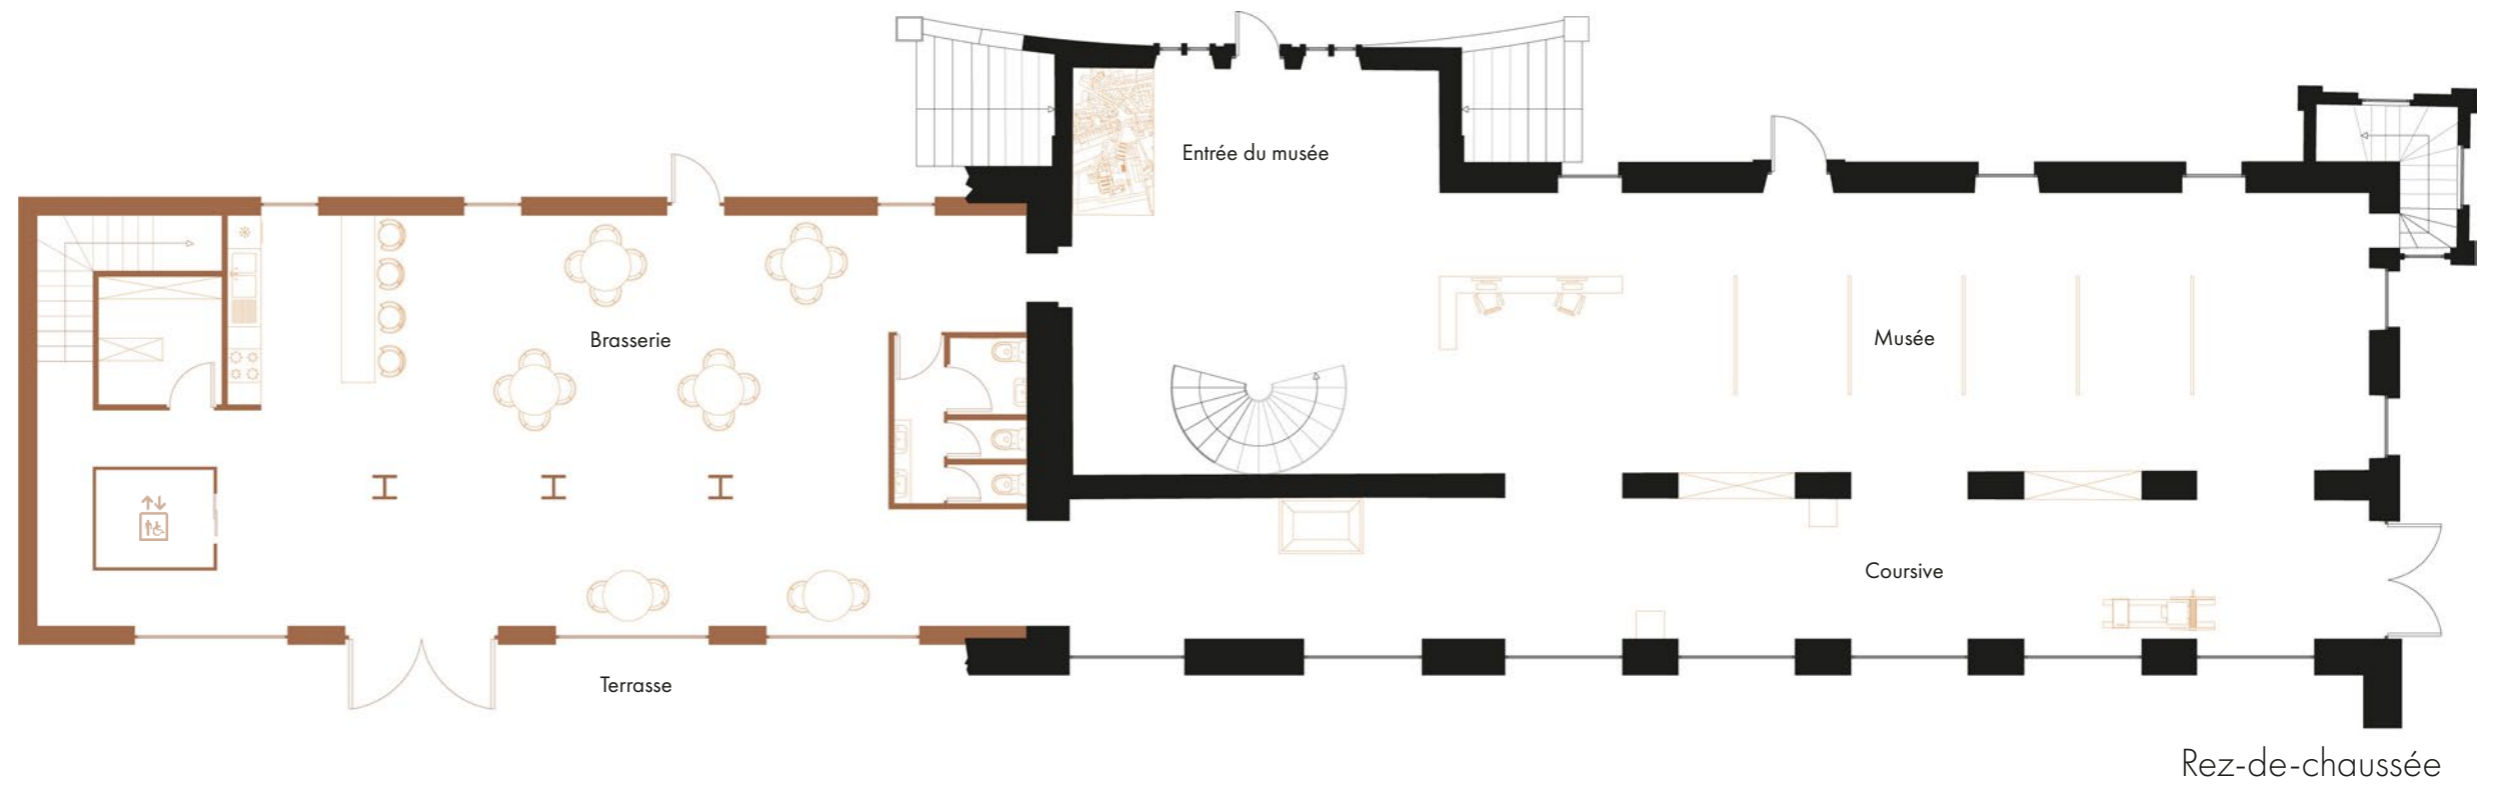 Entrée du musée
Brasserie
Musée
Coursive
Terrasse
Rez-de-chaussée